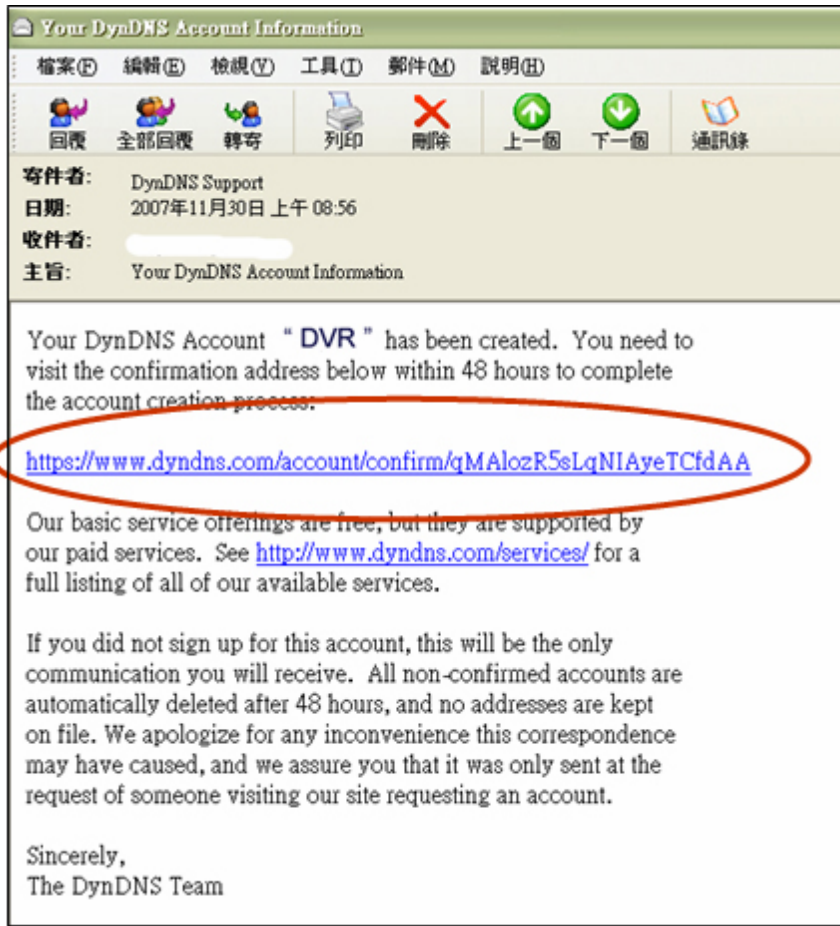 Your DynDNS Account Information
檔案(F) 編輯(E) 檢視(V) 工具(T) 郵件(M) 說明(H)
回覆 全部回覆 轉寄 列印 刪除 上一個 下一個 通訊錄
寄件者: DynDNS Support
日期: 2007年11月30日 上午 08:56
收件者:
主旨: Your DynDNS Account Information
Your DynDNS Account “ DVR ” has been created. You need to
visit the confirmation address below within 48 hours to complete
the account creation process:
https://www.dyndns.com/account/confirm/qMAlozR5sLqNIAyeTCfdAA
Our basic service offerings are free, but they are supported by
our paid services. See http://www.dyndns.com/services/ for a
full listing of all of our available services.
If you did not sign up for this account, this will be the only
communication you will receive. All non-confirmed accounts are
automatically deleted after 48 hours, and no addresses are kept
on file. We apologize for any inconvenience this correspondence
may have caused, and we assure you that it was only sent at the
request of someone visiting our site requesting an account.
Sincerely,
The DynDNS Team